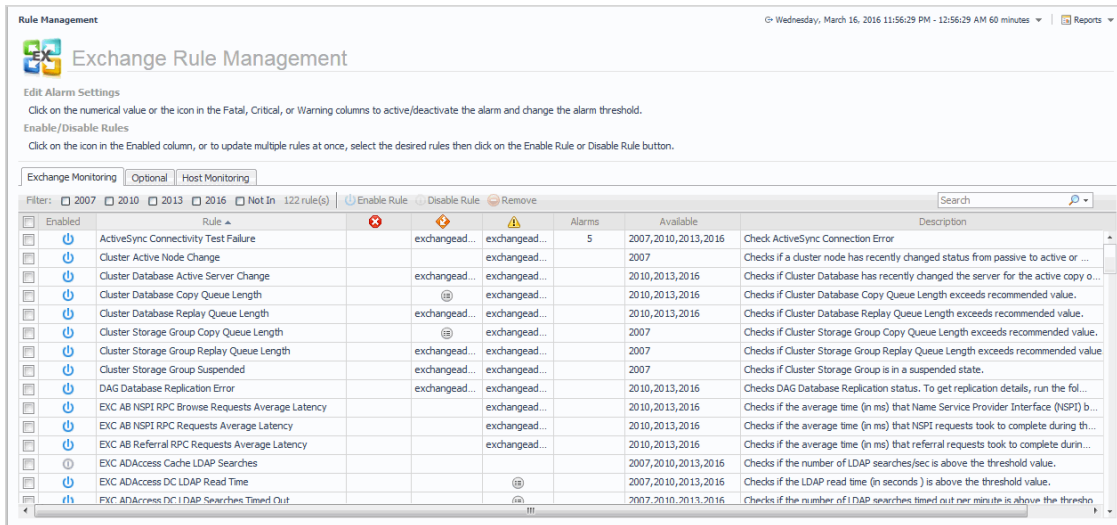 Rule Management
Wednesday, March 16, 2016 11:56:29 PM - 12:56:29 AM 60 minutes Reports
EX
Exchange Rule Management
Edit Alarm Settings
Click on the numerical value or the icon in the Fatal, Critical, or Warning columns to active/deactivate the alarm and change the alarm threshold.
Enable/Disable Rules
Click on the icon in the Enabled column, or to update multiple rules at once, select the desired rules then click on the Enable Rule or Disable Rule button.
Exchange Monitoring Optional Host Monitoring
Filter: 2007 2010 2013 2016 Not In 122 rule(s) Enable Rule Disable Rule Remove Search
Enabled Rule Alarms Available Description
ActiveSync Connectivity Test Failure exchangead... exchangead... 5 2007,2010,2013,2016 Check ActiveSync Connection Error
Cluster Active Node Change exchangead... 2007 Checks if a cluster node has recently changed status from passive to active or ...
Cluster Database Active Server Change exchangead... exchangead... 2010,2013,2016 Checks if Cluster Database has recently changed the server for the active copy o...
Cluster Database Copy Queue Length exchangead... 2010,2013,2016 Checks if Cluster Database Copy Queue Length exceeds recommended value.
Cluster Database Replay Queue Length exchangead... exchangead... 2010,2013,2016 Checks if Cluster Database Replay Queue Length exceeds recommended value.
Cluster Storage Group Copy Queue Length exchangead... 2007 Checks if Cluster Storage Group Copy Queue Length exceeds recommended value.
Cluster Storage Group Replay Queue Length exchangead... exchangead... 2007 Checks if Cluster Storage Group Replay Queue Length exceeds recommended value
Cluster Storage Group Suspended exchangead... exchangead... 2007 Checks if Cluster Storage Group is in a suspended state.
DAG Database Replication Error exchangead... exchangead... 2010,2013,2016 Checks DAG Database Replication status. To get replication details, run the fol...
EXC AB NSPI RPC Browse Requests Average Latency exchangead... 2010,2013,2016 Checks if the average time (in ms) that Name Service Provider Interface (NSPI) b...
EXC AB NSPI RPC Requests Average Latency exchangead... 2010,2013,2016 Checks if the average time (in ms) that NSPI requests took to complete during th...
EXC AB Referral RPC Requests Average Latency exchangead... 2010,2013,2016 Checks if the average time (in ms) that referral requests took to complete durin...
EXC ADAccess Cache LDAP Searches 2007,2010,2013,2016 Checks if the number of LDAP searches/sec is above the threshold value.
EXC ADAccess DC LDAP Read Time 2007,2010,2013,2016 Checks if the LDAP read time (in seconds ) is above the threshold value.
EXC ADAccess DC LDAP Searches Timed Out 2007,2010,2013,2016 Checks if the number of LDAP searches timed out per minute is above the thresho